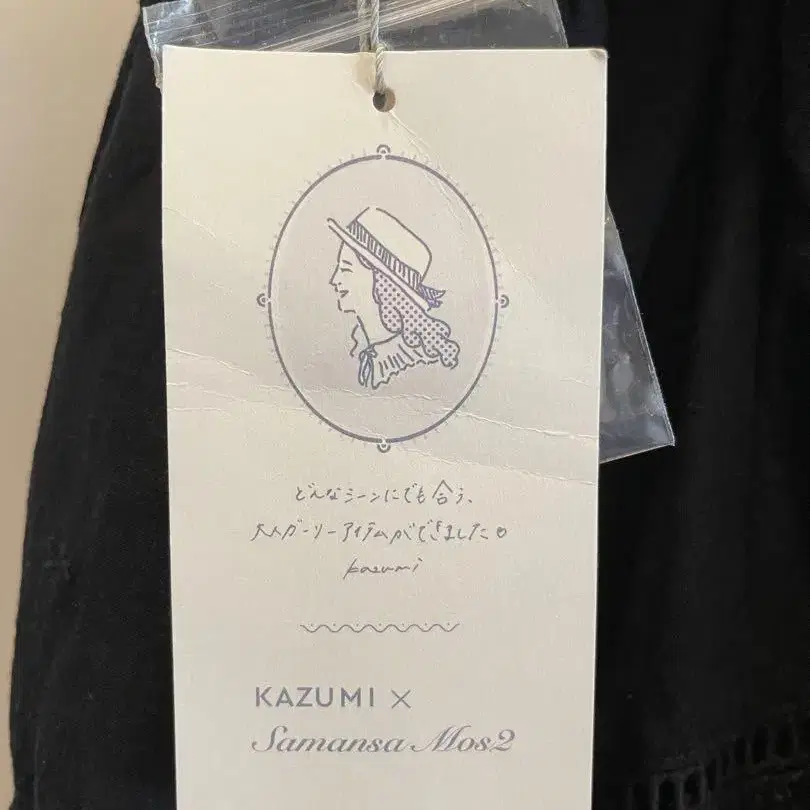 どんなシーンにでも合う、
大人ガーリーアイテムができました♡
kazumi
KAZUMI ×
Samansa Mos2